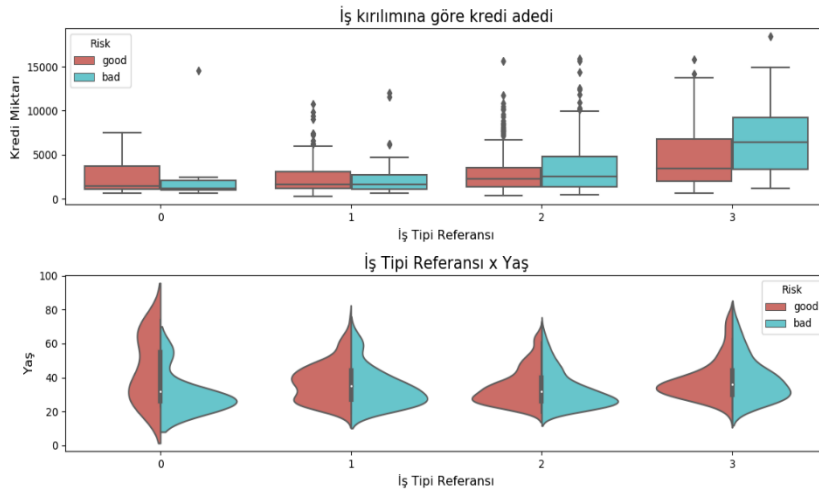 İş kırılımına göre kredi adedi
Risk
good
bad
Kredi Miktarı
15000
10000
5000
0
0 1 2 3
İş Tipi Referansı
İş Tipi Referansı x Yaş
Risk
good
bad
Yaş
100
80
60
40
20
0
0 1 2 3
İş Tipi Referansı